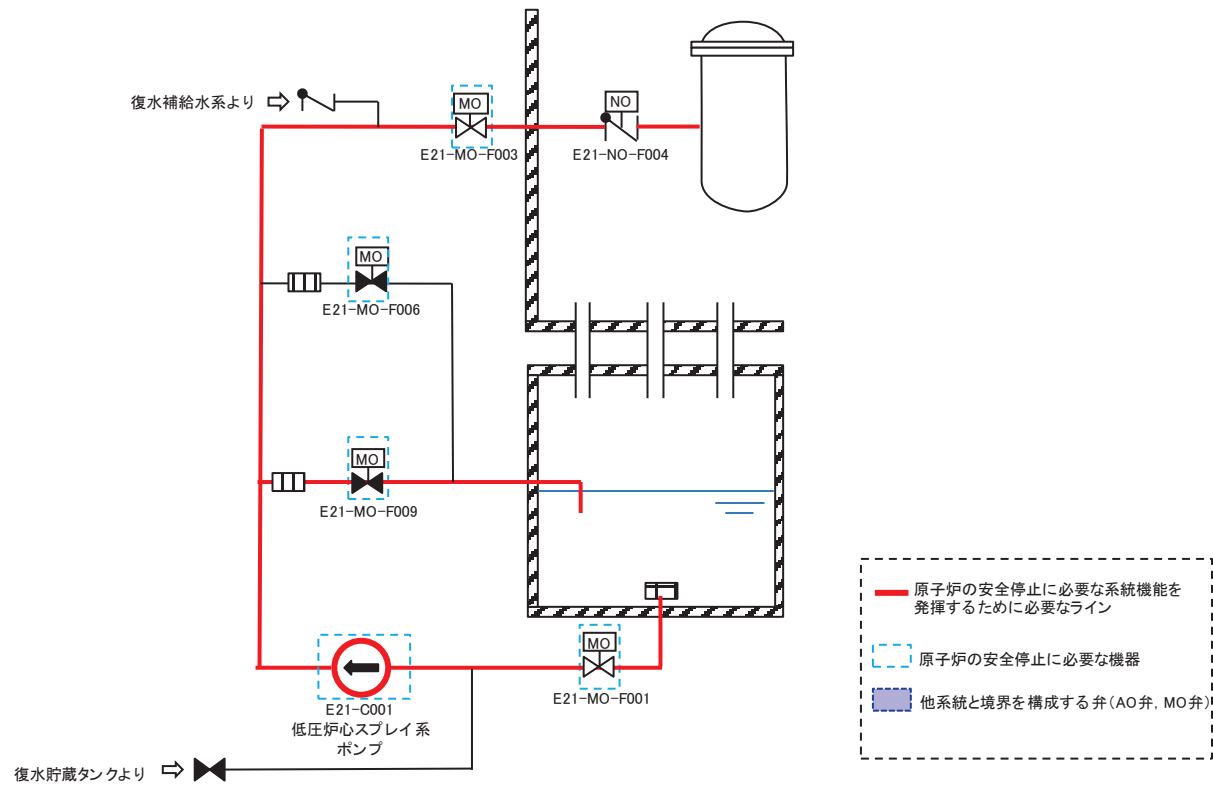 復水補給水系より
MO
E21-MO-F003
NO
E21-NO-F004
MO
E21-MO-F006
MO
E21-MO-F009
E21-C001
低圧炉心スプレイ系
ポンプ
MO
E21-MO-F001
復水貯蔵タンクより
原子炉の安全停止に必要な系統機能を
発揮するために必要なライン
原子炉の安全停止に必要な機器
他系統と境界を構成する弁(AO弁, MO弁)